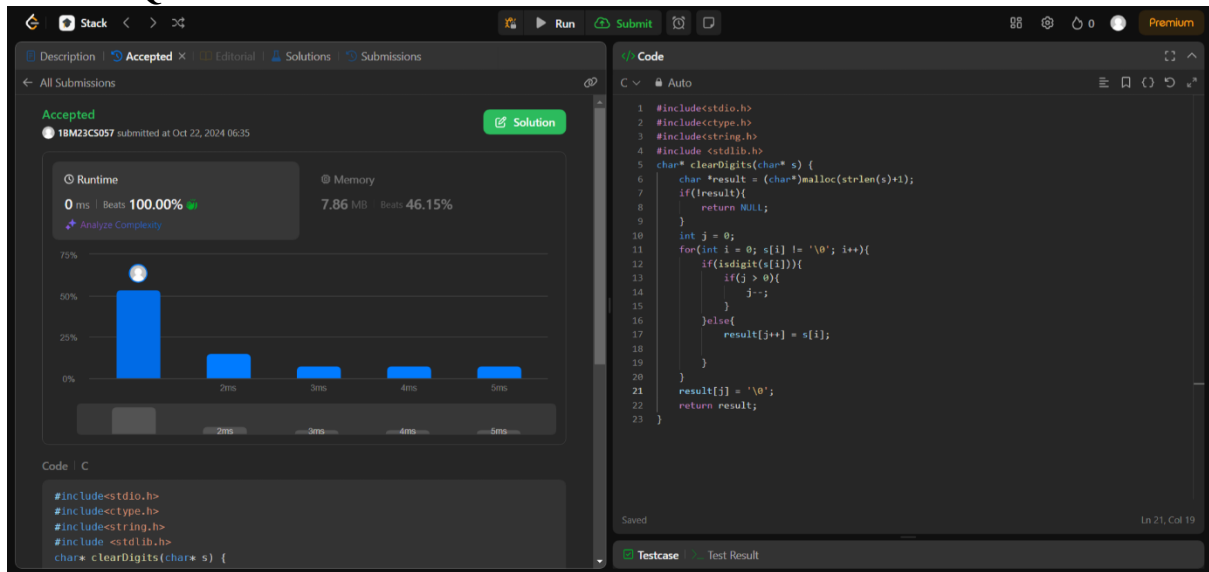 Stack
Run
Submit
0
Premium
Description
Accepted
Editorial
Solutions
Submissions
All Submissions
Accepted
1BM23CS057 submitted at Oct 22, 2024 06:35
Solution
Runtime
0 ms | Beats 100.00%
Analyze Complexity
Memory
7.86 MB | Beats 46.15%
75%
50%
25%
0%
2ms 3ms 4ms 5ms
2ms 3ms 4ms 5ms
Code | C
#include<stdio.h>
#include<ctype.h>
#include<string.h>
#include <stdlib.h>
char* clearDigits(char* s) {
</> Code
C Auto
1 #include<stdio.h>
2 #include<ctype.h>
3 #include<string.h>
4 #include <stdlib.h>
5 char* clearDigits(char* s) {
6 char *result = (char*)malloc(strlen(s)+1);
7 if(!result){
8 return NULL;
9 }
10 int j = 0;
11 for(int i = 0; s[i] != '\0'; i++){
12 if(isdigit(s[i])){
13 if(j > 0){
14 j--;
15 }
16 }else{
17 result[j++] = s[i];
18
19 }
20 }
21 result[j] = '\0';
22 return result;
23 }
Saved
Ln 21, Col 19
Testcase
Test Result